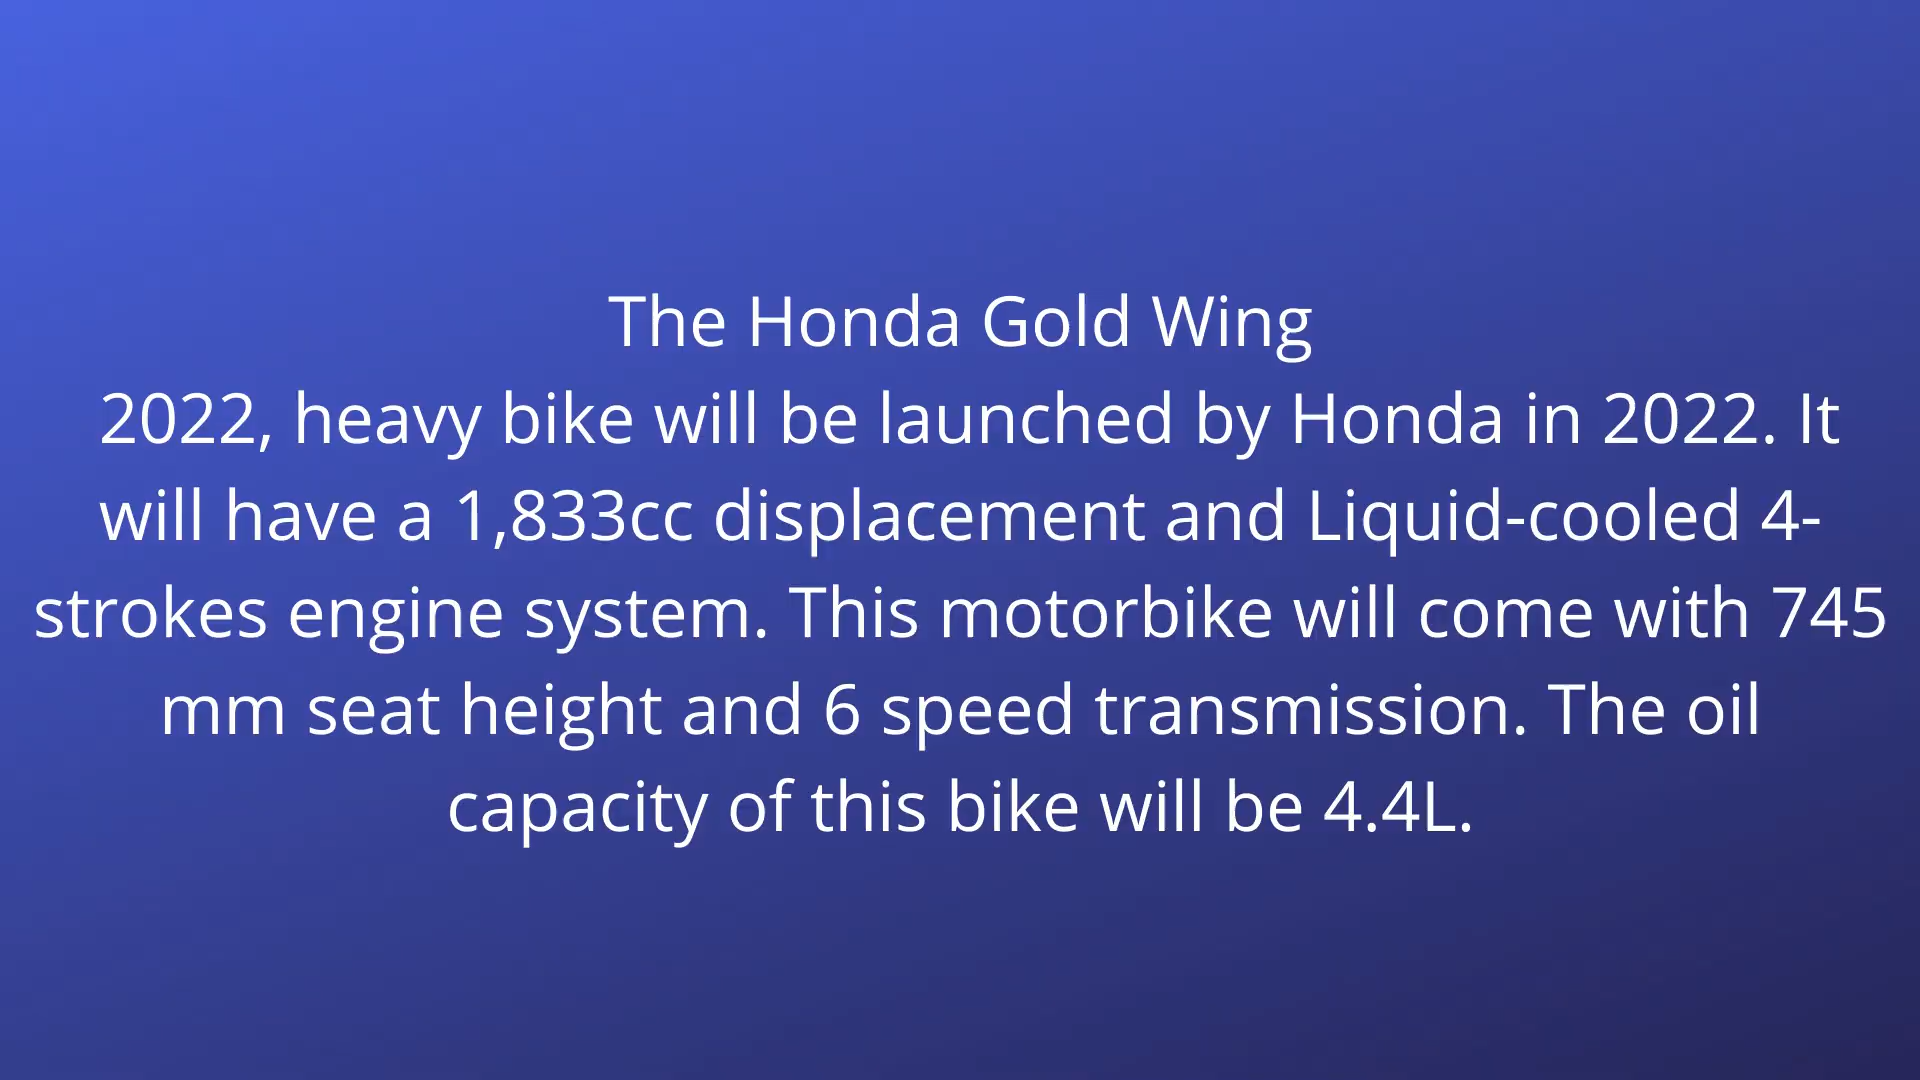 The Honda Gold Wing
2022, heavy bike will be launched by Honda in 2022. It
will have a 1,833cc displacement and Liquid-cooled 4-
strokes engine system. This motorbike will come with 745
mm seat height and 6 speed transmission. The oil
capacity of this bike will be 4.4L.